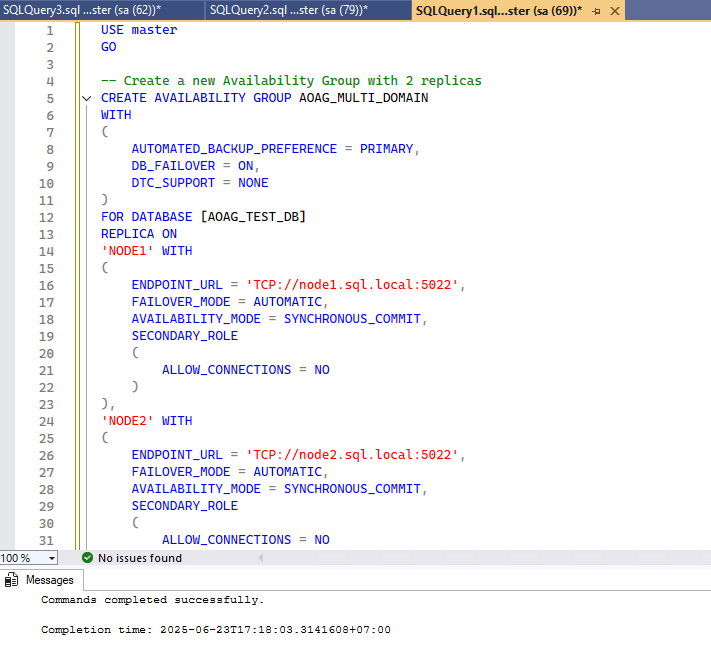 SQLQuery3.sql ...ster (sa (62))* SQLQuery2.sql ...ster (sa (79))* SQLQuery1.sql...ster (sa (69))*
1 USE master
2 GO
3
4 -- Create a new Availability Group with 2 replicas
5 CREATE AVAILABILITY GROUP AOAG_MULTI_DOMAIN
6 WITH
7 (
8 AUTOMATED_BACKUP_PREFERENCE = PRIMARY,
9 DB_FAILOVER = ON,
10 DTC_SUPPORT = NONE
11 )
12 FOR DATABASE [AOAG_TEST_DB]
13 REPLICA ON
14 'NODE1' WITH
15 (
16 ENDPOINT_URL = 'TCP://node1.sql.local:5022',
17 FAILOVER_MODE = AUTOMATIC,
18 AVAILABILITY_MODE = SYNCHRONOUS_COMMIT,
19 SECONDARY_ROLE
20 (
21 ALLOW_CONNECTIONS = NO
22 )
23 ),
24 'NODE2' WITH
25 (
26 ENDPOINT_URL = 'TCP://node2.sql.local:5022',
27 FAILOVER_MODE = AUTOMATIC,
28 AVAILABILITY_MODE = SYNCHRONOUS_COMMIT,
29 SECONDARY_ROLE
30 (
31 ALLOW_CONNECTIONS = NO
100 % No issues found
Messages
Commands completed successfully.
Completion time: 2025-06-23T17:18:03.3141608+07:00